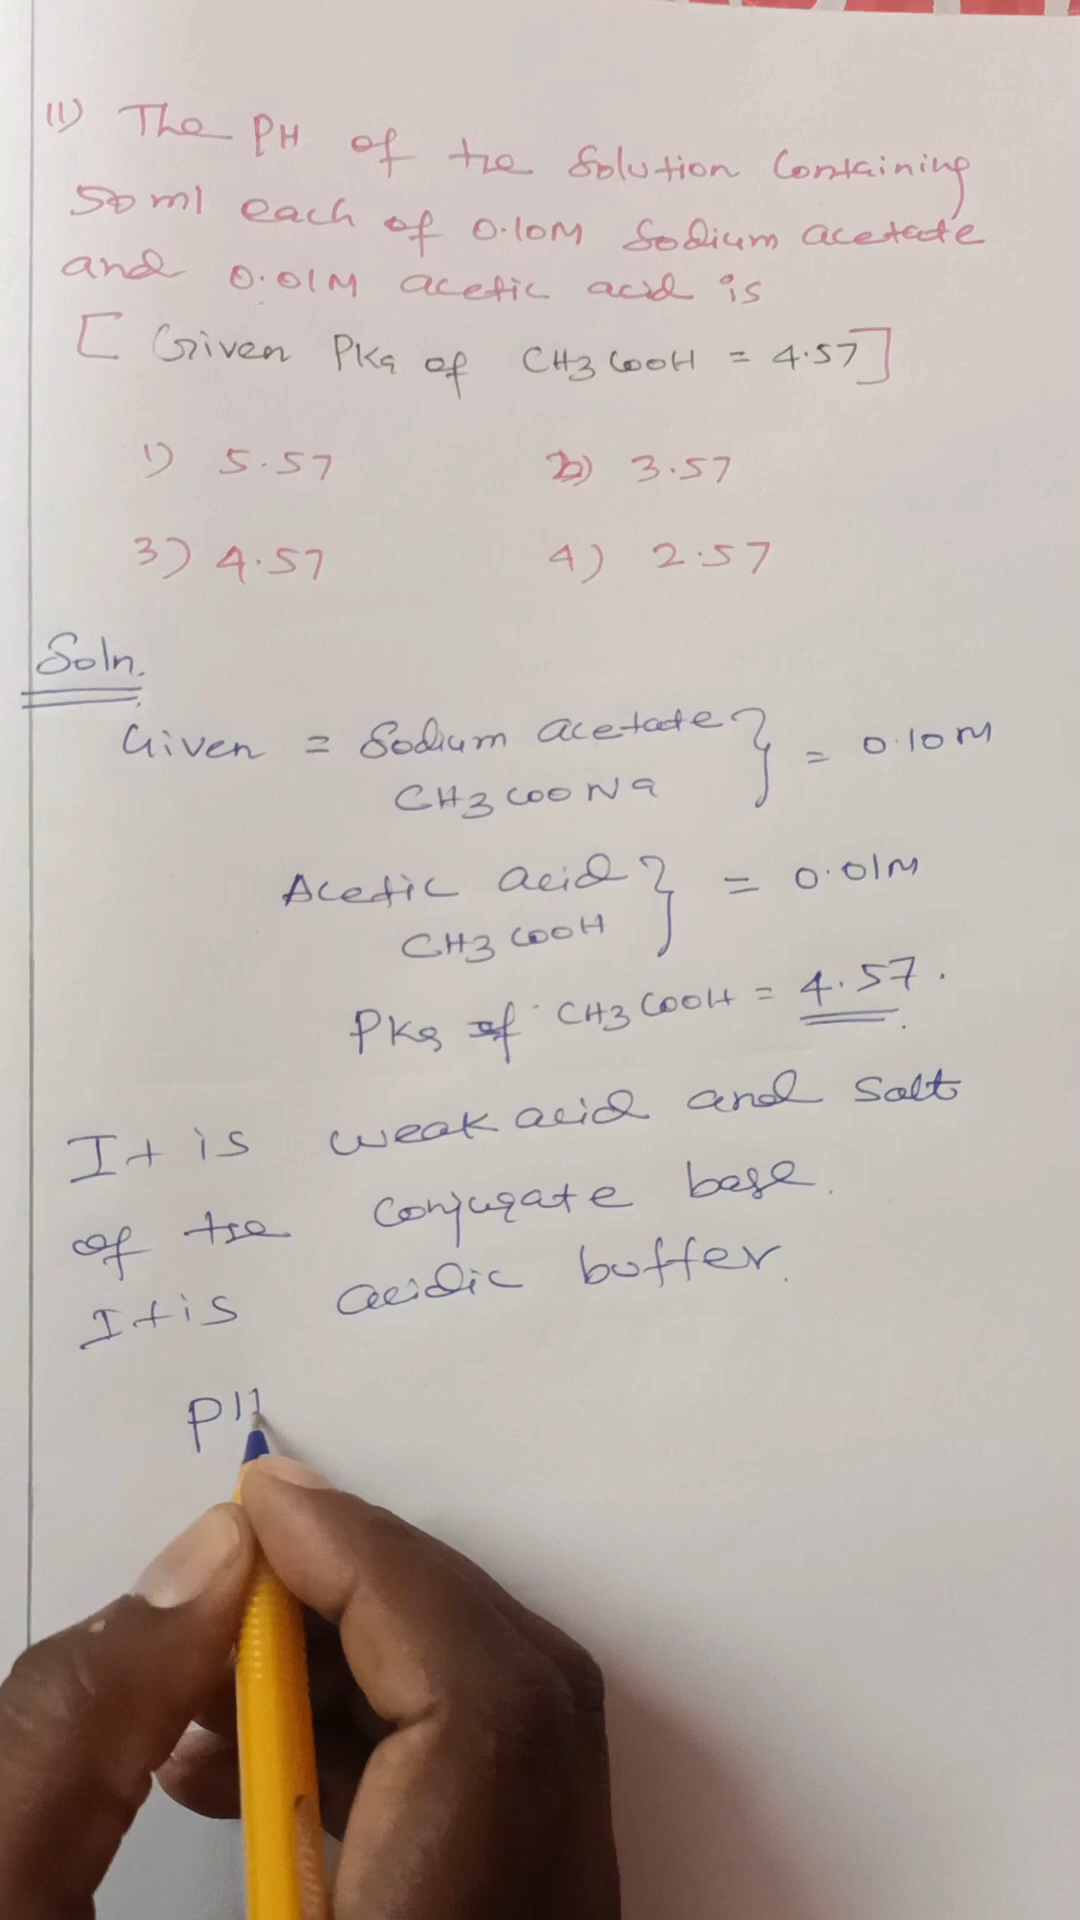 11) The PH of the Solution Containing
50ml each of 0.10M Sodium acetate
and 0.01M acetic acid is
[ Given PKa of CH3COOH = 4.57]
1) 5.57 2) 3.57
3) 4.57 4) 2.57
Soln.
Given = Sodium acetate } = 0.10M
CH3COONa
Acetic acid } = 0.01M
CH3COOH
PKa of CH3COOH = 4.57.
It is weak acid and salt
of the conjugate base.
It is acidic buffer.
PH